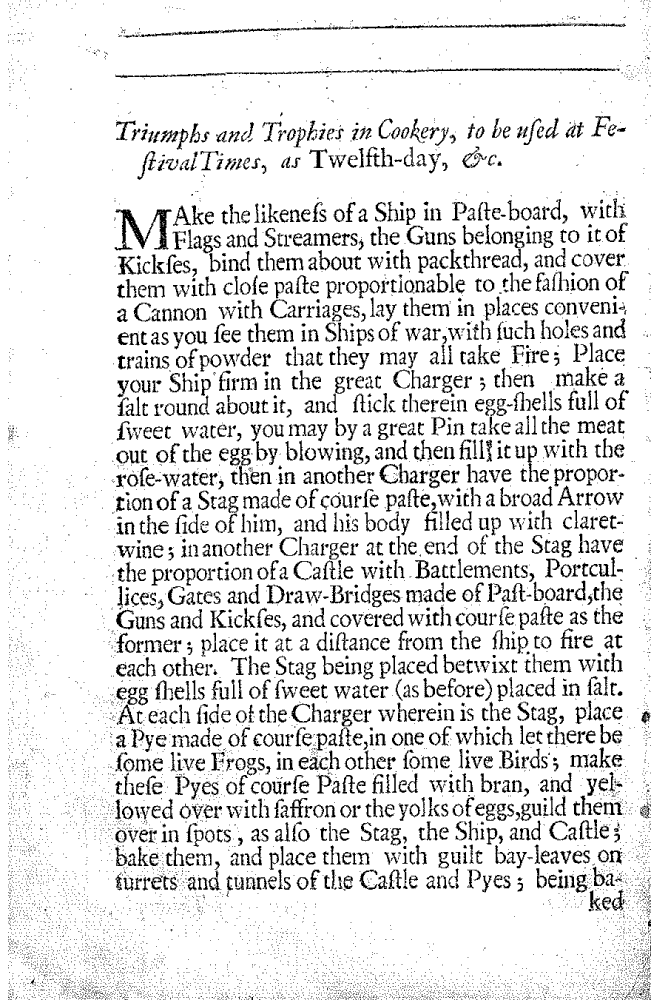 Triumphs and Trophies in Cookery, to be uſed at Fe-
ſtival Times, as Twelfth-day, &c.
MAke the likeneſs of a Ship in Paſte-board, with
Flags and Streamers, the Guns belonging to it of
Kickſes, bind them about with packthread, and cover
them with cloſe paſte proportionable to the faſhion of
a Cannon with Carriages, lay them in places conveni-
ent as you ſee them in Ships of war, with ſuch holes and
trains of powder that they may all take Fire; Place
your Ship firm in the great Charger; then make a
ſalt round about it, and ſtick therein egg-ſhells full of
ſweet water, you may by a great Pin take all the meat
out of the egg by blowing, and then fill it up with the
roſe-water, then in another Charger have the propor-
tion of a Stag made of courſe paſte, with a broad Arrow
in the ſide of him, and his body filled up with claret-
wine; in another Charger at the end of the Stag have
the proportion of a Caſtle with Battlements, Portcul-
lices, Gates and Draw-Bridges made of Paſt-board, the
Guns and Kickſes, and covered with courſe paſte as the
former; place it at a diſtance from the ſhip to fire at
each other. The Stag being placed betwixt them with
egg ſhells full of ſweet water (as before) placed in ſalt.
At each ſide of the Charger wherein is the Stag, place
a Pye made of courſe paſte, in one of which let there be
ſome live Frogs, in each other ſome live Birds; make
theſe Pyes of courſe Paſte filled with bran, and yel-
lowed over with ſaffron or the yolks of eggs, guild them
over in ſpots, as alſo the Stag, the Ship, and Caſtle;
bake them, and place them with guilt bay-leaves on
turrets and tunnels of the Caſtle and Pyes; being ba-
ked